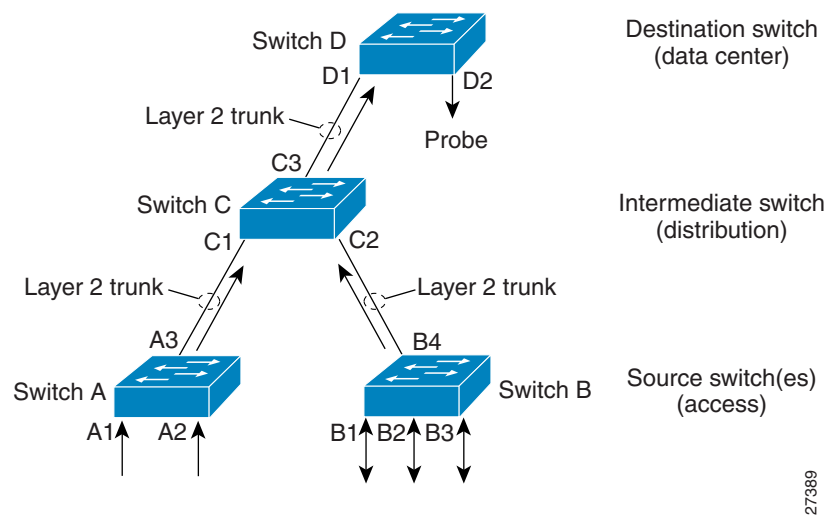 Switch D
Destination switch
(data center)
D1
D2
Layer 2 trunk
Probe
C3
Switch C
Intermediate switch
(distribution)
C1
C2
Layer 2 trunk
Layer 2 trunk
A3
B4
Switch A
Switch B
Source switch(es)
(access)
A1
A2
B1
B2
B3
27389